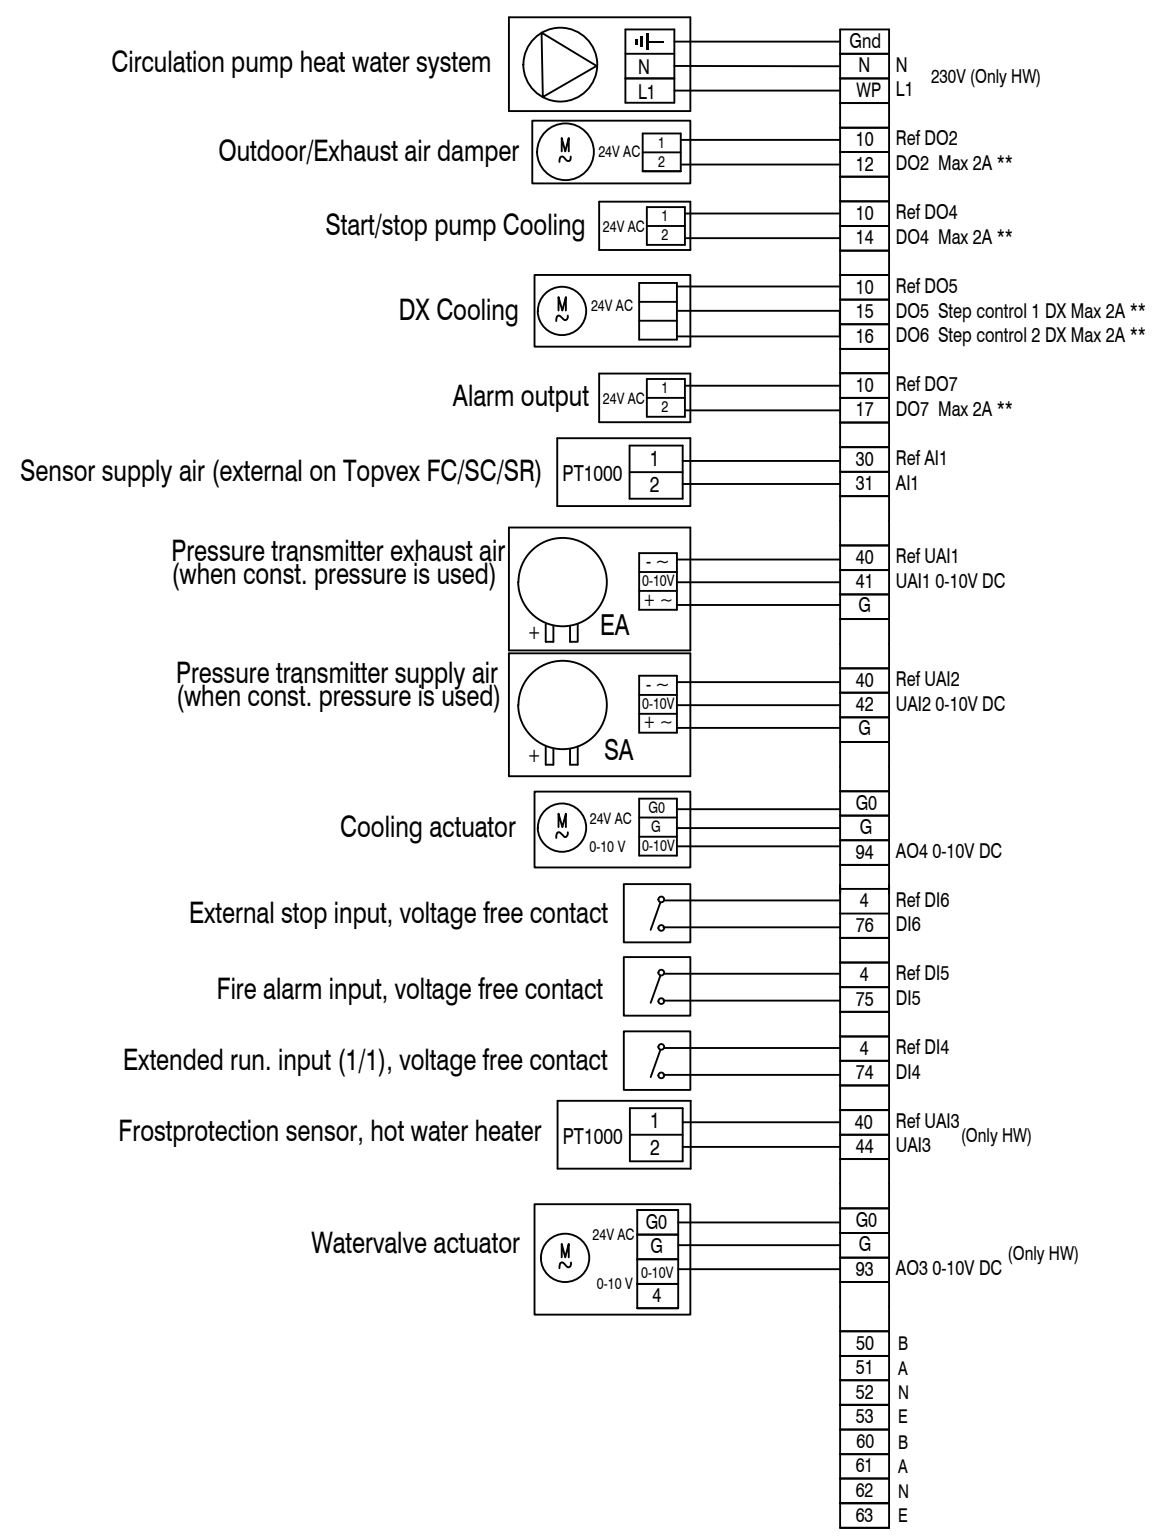 Circulation pump heat water system
N
L1
Gnd
N N
WP L1
230V (Only HW)
Outdoor/Exhaust air damper
M
~
24V AC
1
2
10 Ref DO2
12 DO2 Max 2A **
Start/stop pump Cooling
24V AC
1
2
10 Ref DO4
14 DO4 Max 2A **
DX Cooling
M
~
24V AC
10 Ref DO5
15 DO5 Step control 1 DX Max 2A **
16 DO6 Step control 2 DX Max 2A **
Alarm output
24V AC
1
2
10 Ref DO7
17 DO7 Max 2A **
Sensor supply air (external on Topvex FC/SC/SR)
PT1000
1
2
30 Ref AI1
31 AI1
Pressure transmitter exhaust air
(when const. pressure is used)
- ~
0-10V
+ ~
+
EA
40 Ref UAI1
41 UAI1 0-10V DC
G
Pressure transmitter supply air
(when const. pressure is used)
- ~
0-10V
+ ~
+
SA
40 Ref UAI2
42 UAI2 0-10V DC
G
Cooling actuator
M
~
24V AC
0-10 V
G0
G
0-10V
G0
G
94 AO4 0-10V DC
External stop input, voltage free contact
4 Ref DI6
76 DI6
Fire alarm input, voltage free contact
4 Ref DI5
75 DI5
Extended run. input (1/1), voltage free contact
4 Ref DI4
74 DI4
Frostprotection sensor, hot water heater
PT1000
1
2
40 Ref UAI3
44 UAI3
(Only HW)
Watervalve actuator
M
~
24V AC
0-10 V
G0
G
0-10V
4
G0
G
93 AO3 0-10V DC
(Only HW)
50 B
51 A
52 N
53 E
60 B
61 A
62 N
63 E